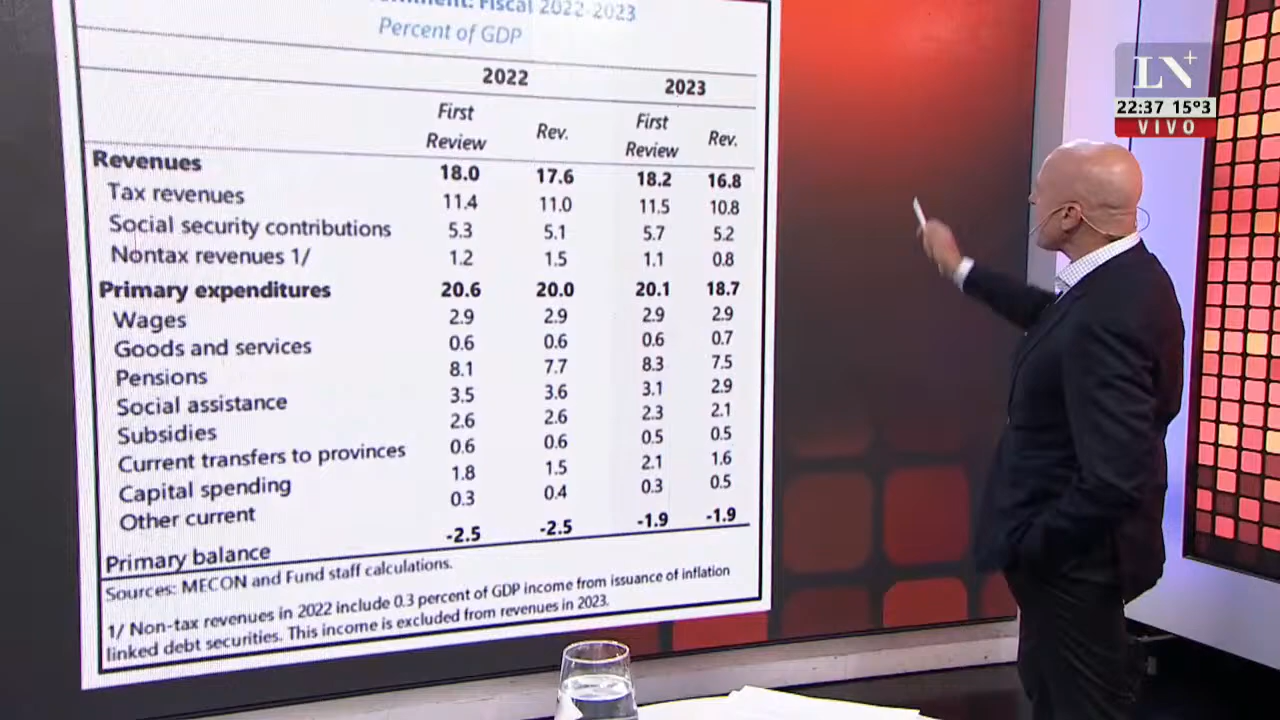 Fiscal 2022-2023
Percent of GDP
2022 2023
First Review Rev. First Review Rev.
Revenues 18.0 17.6 18.2 16.8
Tax revenues 11.4 11.0 11.5 10.8
Social security contributions 5.3 5.1 5.7 5.2
Nontax revenues 1/ 1.2 1.5 1.1 0.8
Primary expenditures 20.6 20.0 20.1 18.7
Wages 2.9 2.9 2.9 2.9
Goods and services 0.6 0.6 0.6 0.7
Pensions 8.1 7.7 8.3 7.5
Social assistance 3.5 3.6 3.1 2.9
Subsidies 2.6 2.6 2.3 2.1
Current transfers to provinces 0.6 0.6 0.5 0.5
Capital spending 1.8 1.5 2.1 1.6
Other current 0.3 0.4 0.3 0.5
Primary balance -2.5 -2.5 -1.9 -1.9
Sources: MECON and Fund staff calculations.
1/ Non-tax revenues in 2022 include 0.3 percent of GDP income from issuance of inflation
linked debt securities. This income is excluded from revenues in 2023.
LN+
22:37 15º3
VIVO